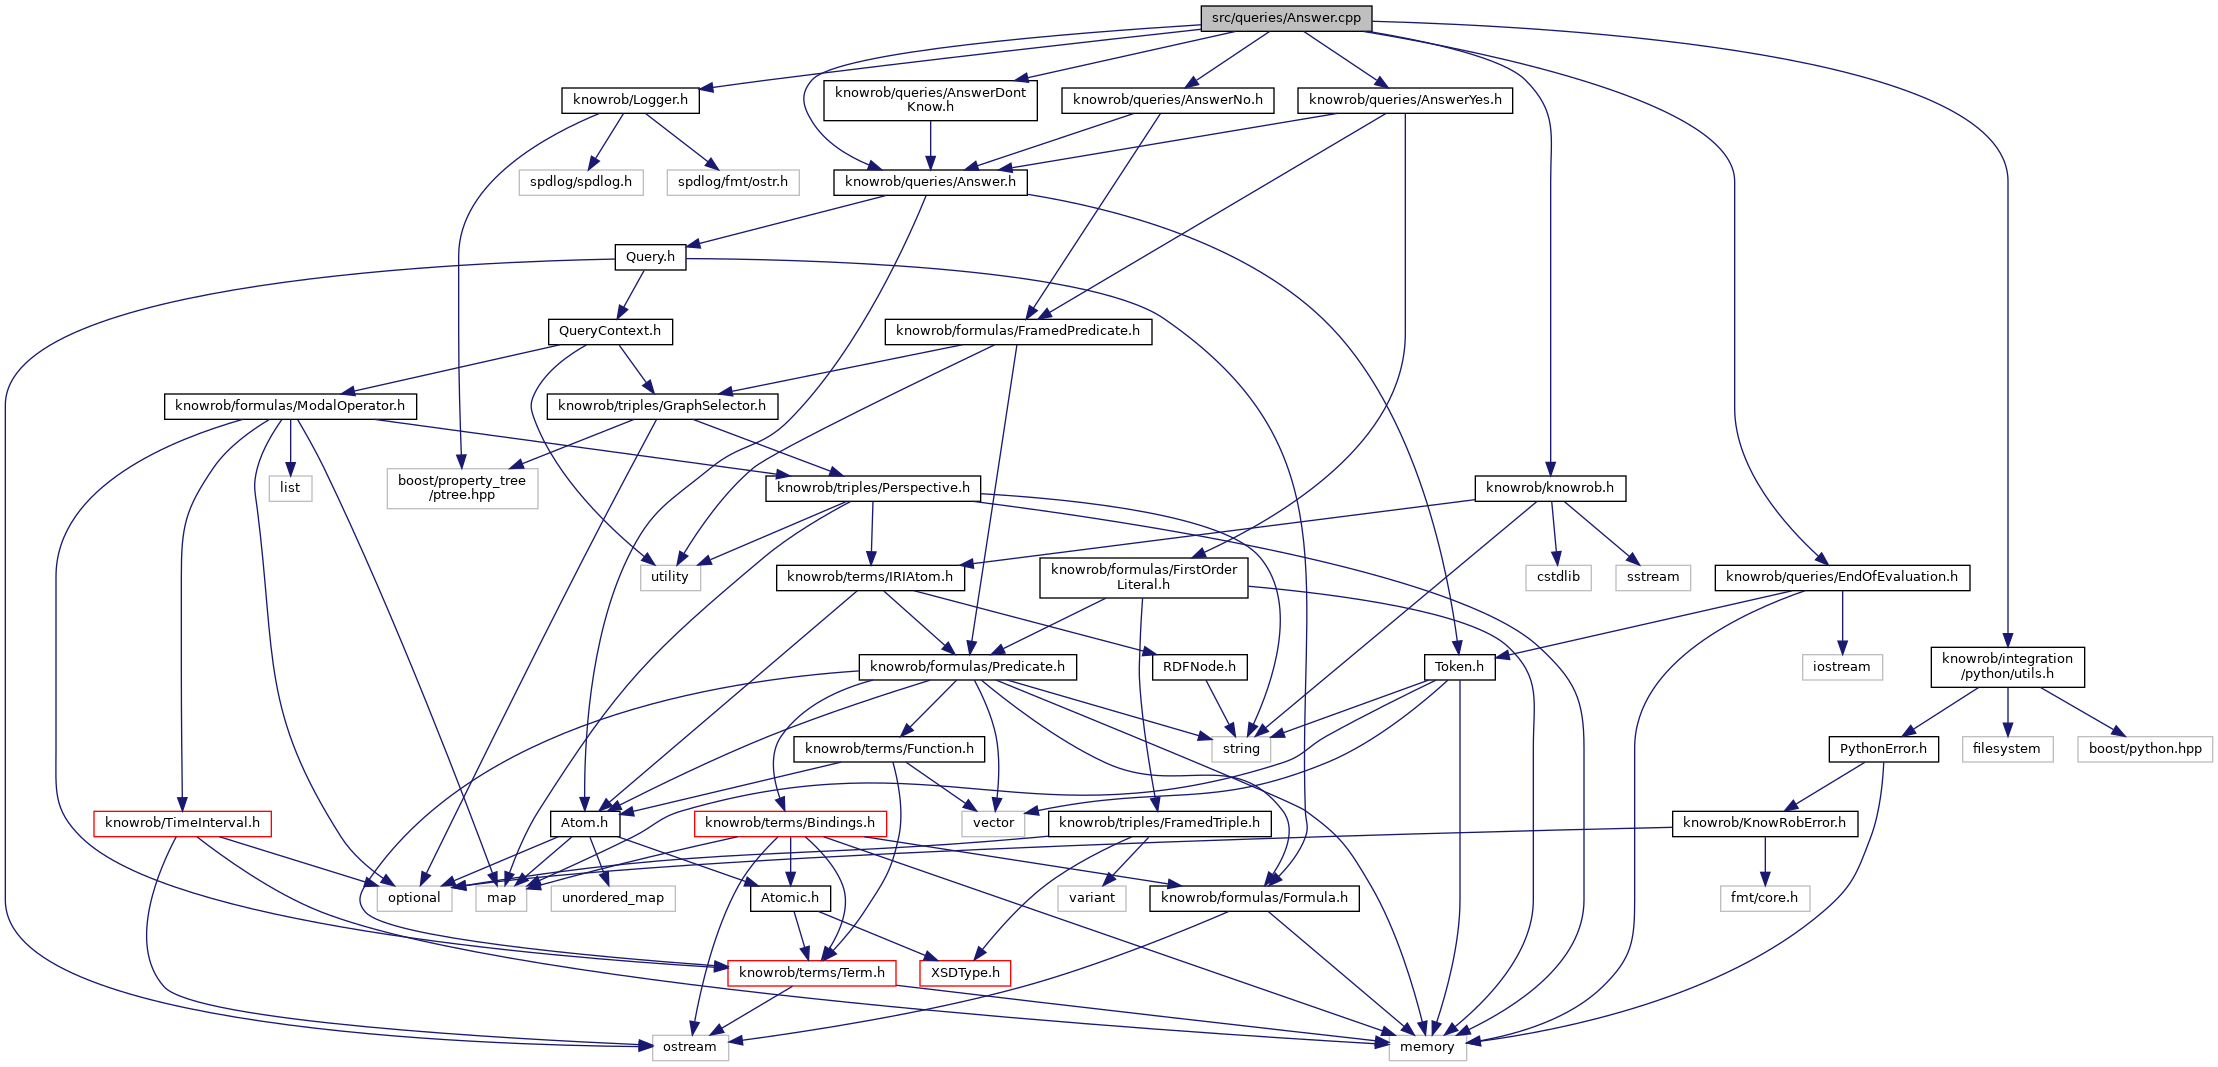 src/queries/Answer.cpp
knowrob/Logger.h
knowrob/queries/AnswerDont
Know.h
knowrob/queries/AnswerNo.h
knowrob/queries/AnswerYes.h
spdlog/spdlog.h
spdlog/fmt/ostr.h
knowrob/queries/Answer.h
Query.h
QueryContext.h
knowrob/formulas/FramedPredicate.h
knowrob/formulas/ModalOperator.h
knowrob/triples/GraphSelector.h
list
boost/property_tree
/ptree.hpp
knowrob/triples/Perspective.h
knowrob/knowrob.h
utility
knowrob/terms/IRIAtom.h
knowrob/formulas/FirstOrder
Literal.h
cstdlib
sstream
knowrob/queries/EndOfEvaluation.h
knowrob/formulas/Predicate.h
RDFNode.h
Token.h
iostream
knowrob/integration
/python/utils.h
knowrob/terms/Function.h
string
PythonError.h
filesystem
boost/python.hpp
knowrob/TimeInterval.h
Atom.h
knowrob/terms/Bindings.h
vector
knowrob/triples/FramedTriple.h
knowrob/KnowRobError.h
optional
map
unordered_map
Atomic.h
variant
knowrob/formulas/Formula.h
fmt/core.h
knowrob/terms/Term.h
XSDType.h
ostream
memory